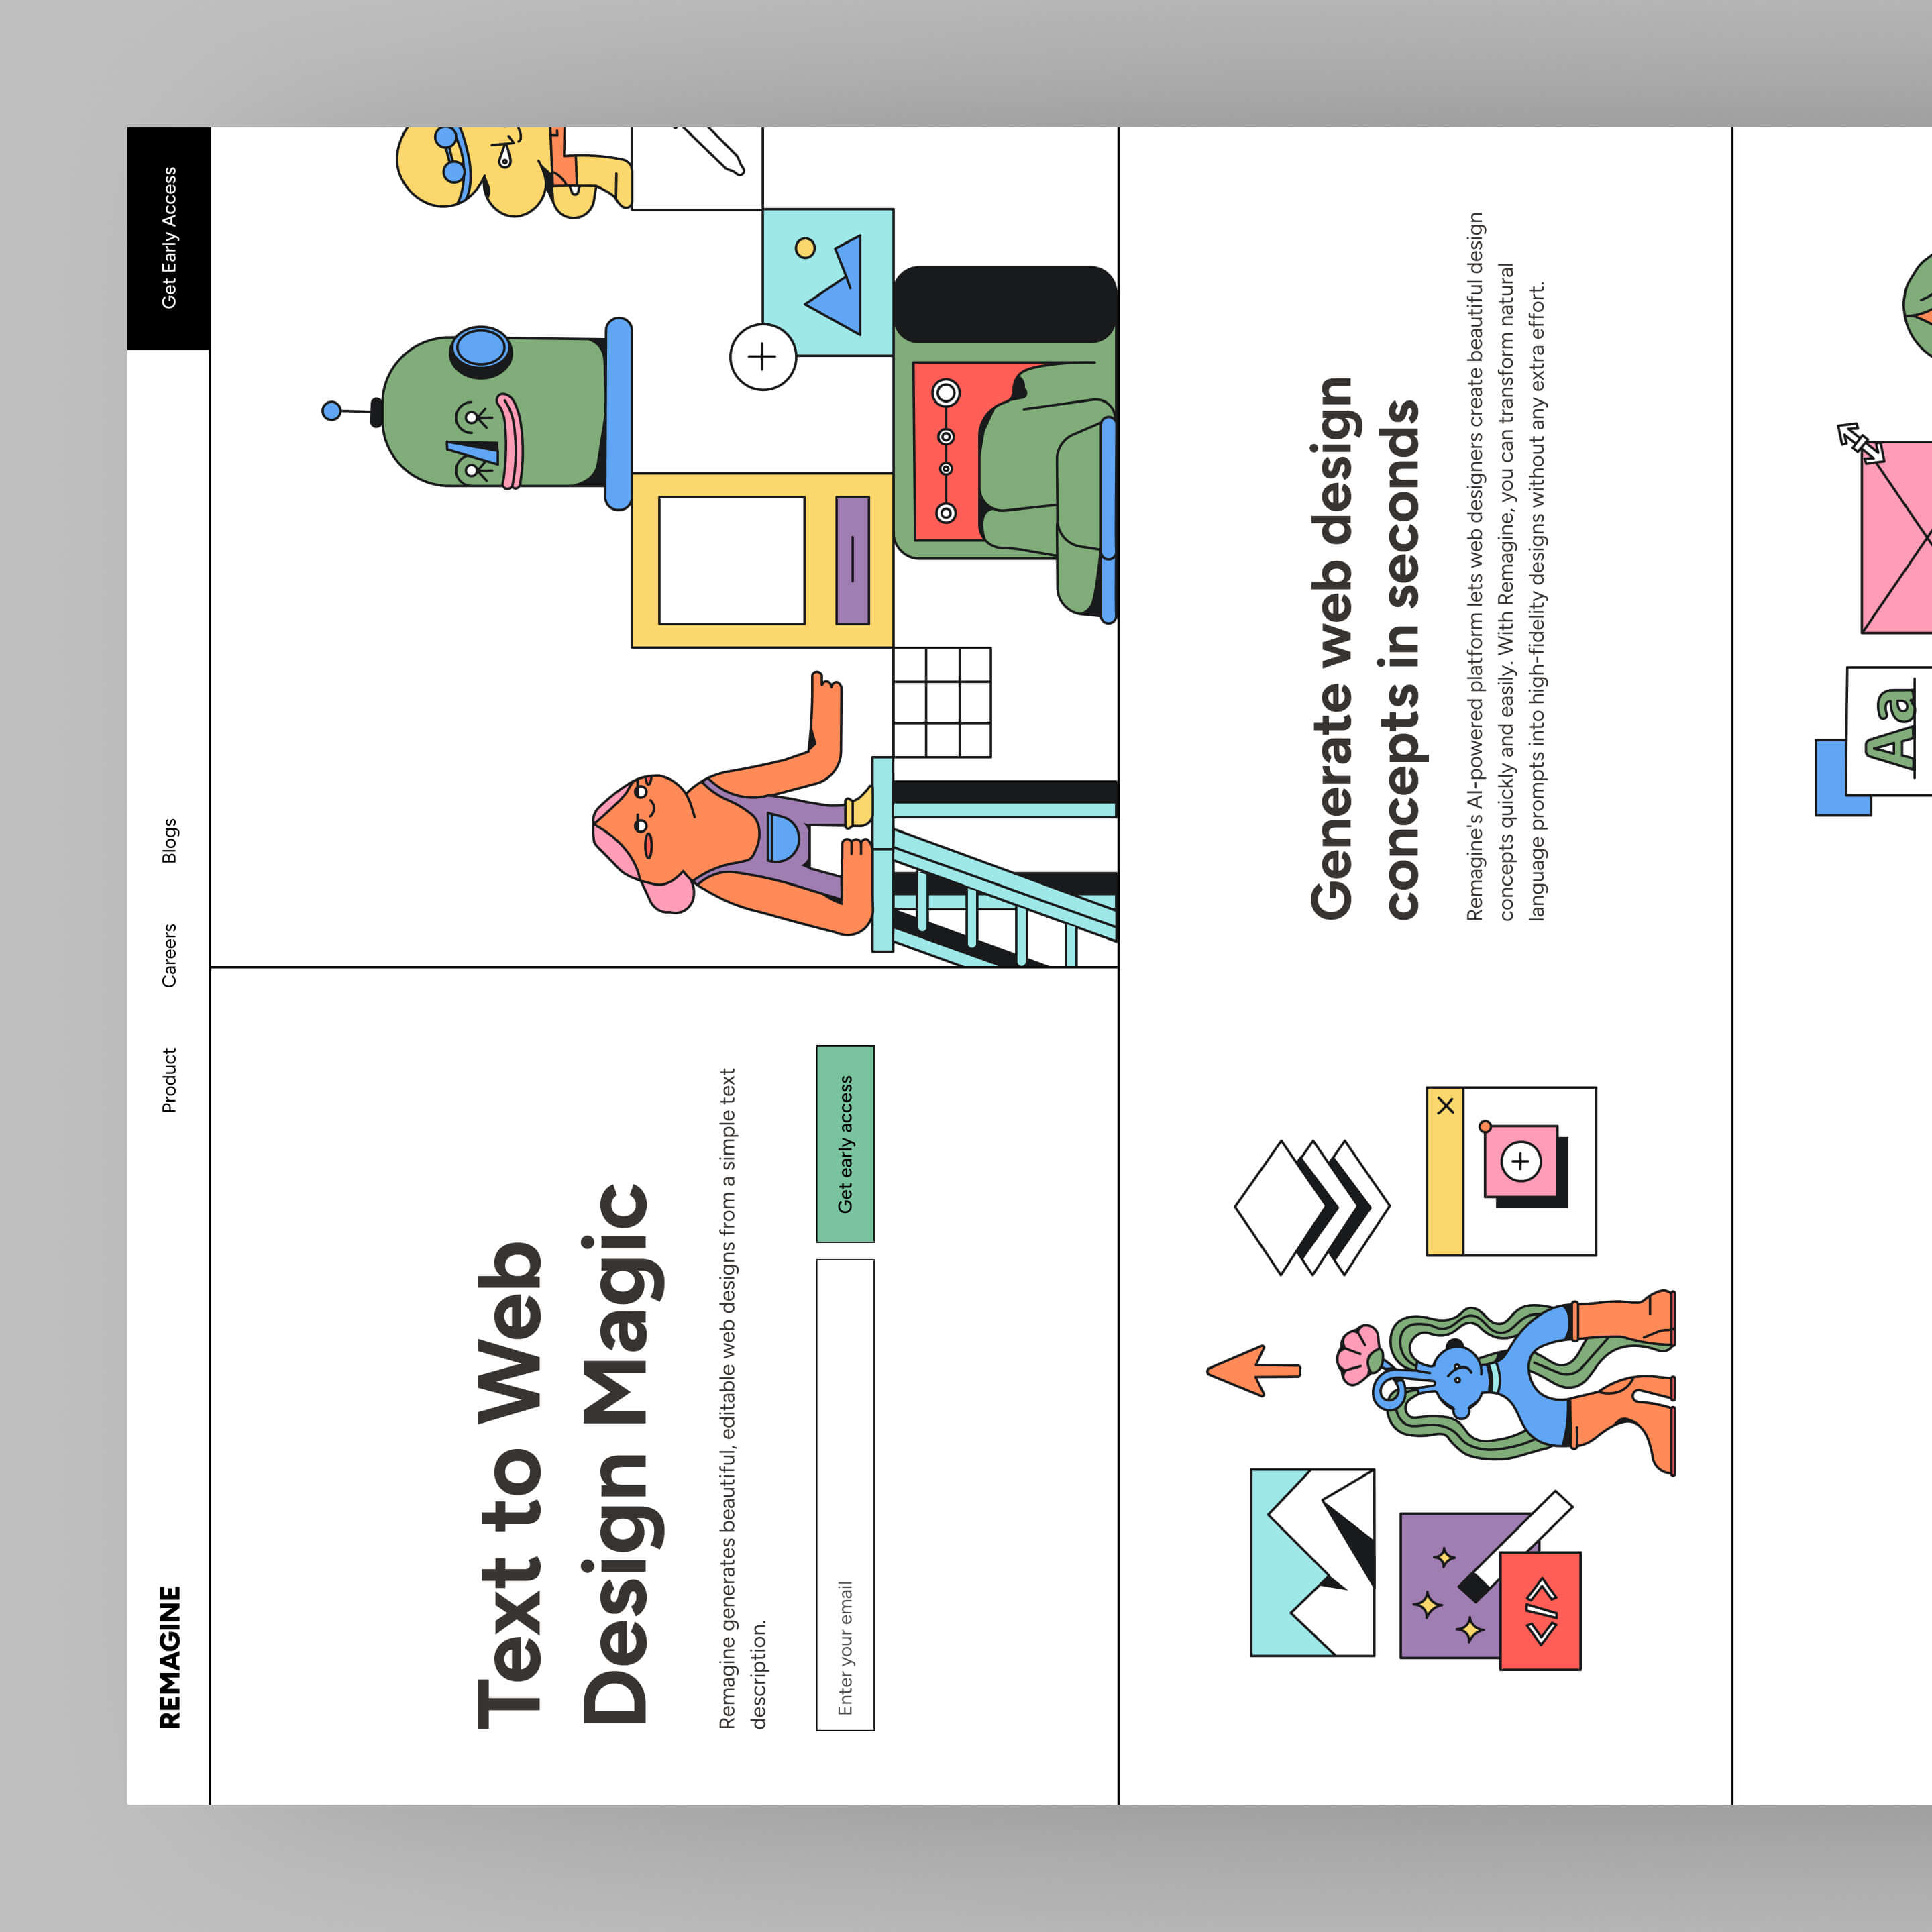 REMAGINE
Product
Careers
Blogs
Get Early Access
Text to Web
Design Magic
Remagine generates beautiful, editable web designs from a simple text
description.
Enter your email
Get early access
Generate web design
concepts in seconds
Remagine's AI-powered platform lets web designers create beautiful design
concepts quickly and easily. With Remagine, you can transform natural
language prompts into high-fidelity designs without any extra effort.
</>
Aa